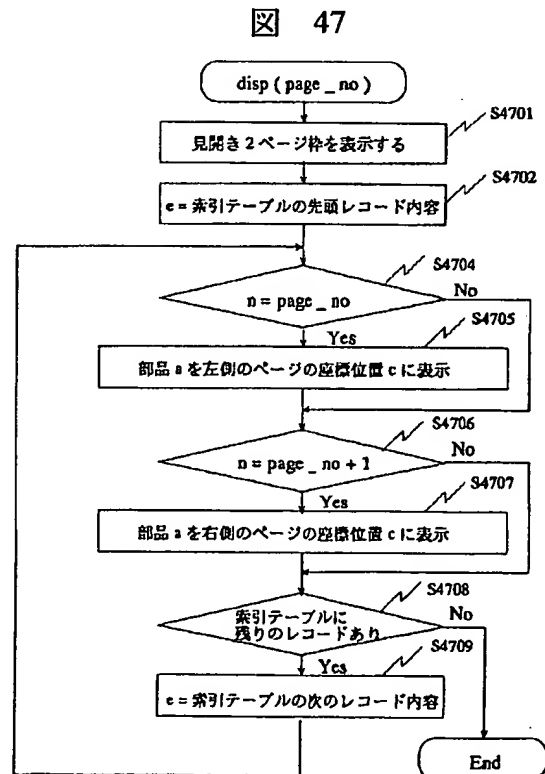 図 47
disp ( page _ no )
S4701
見開き2ページ枠を表示する
S4702
e = 索引テーブルの先頭レコード内容
S4704
n = page _ no
No
S4705
Yes
部品 a を左側のページの座標位置 c に表示
S4706
n = page _ no + 1
No
S4707
Yes
部品 a を右側のページの座標位置 c に表示
S4708
索引テーブルに
残りのレコードあり
No
S4709
Yes
e = 索引テーブルの次のレコード内容
End